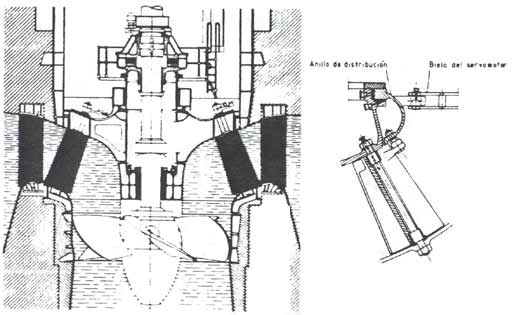 Anillo de distribución
Biela del servomotor